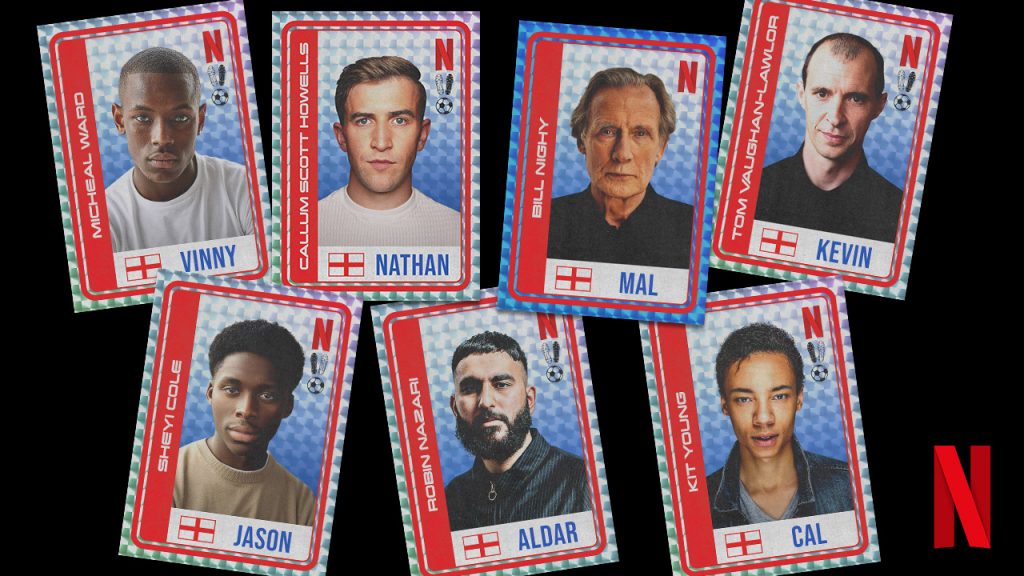 MICHEAL WARD
N
VINNY
CALLUM SCOTT HOWELLS
N
NATHAN
BILL NIGHY
N
MAL
TOM VAUGHAN-LAWLOR
N
KEVIN
SHEYI COLE
N
JASON
ROBIN NAZARI
N
ALDAR
KIT YOUNG
N
CAL
N